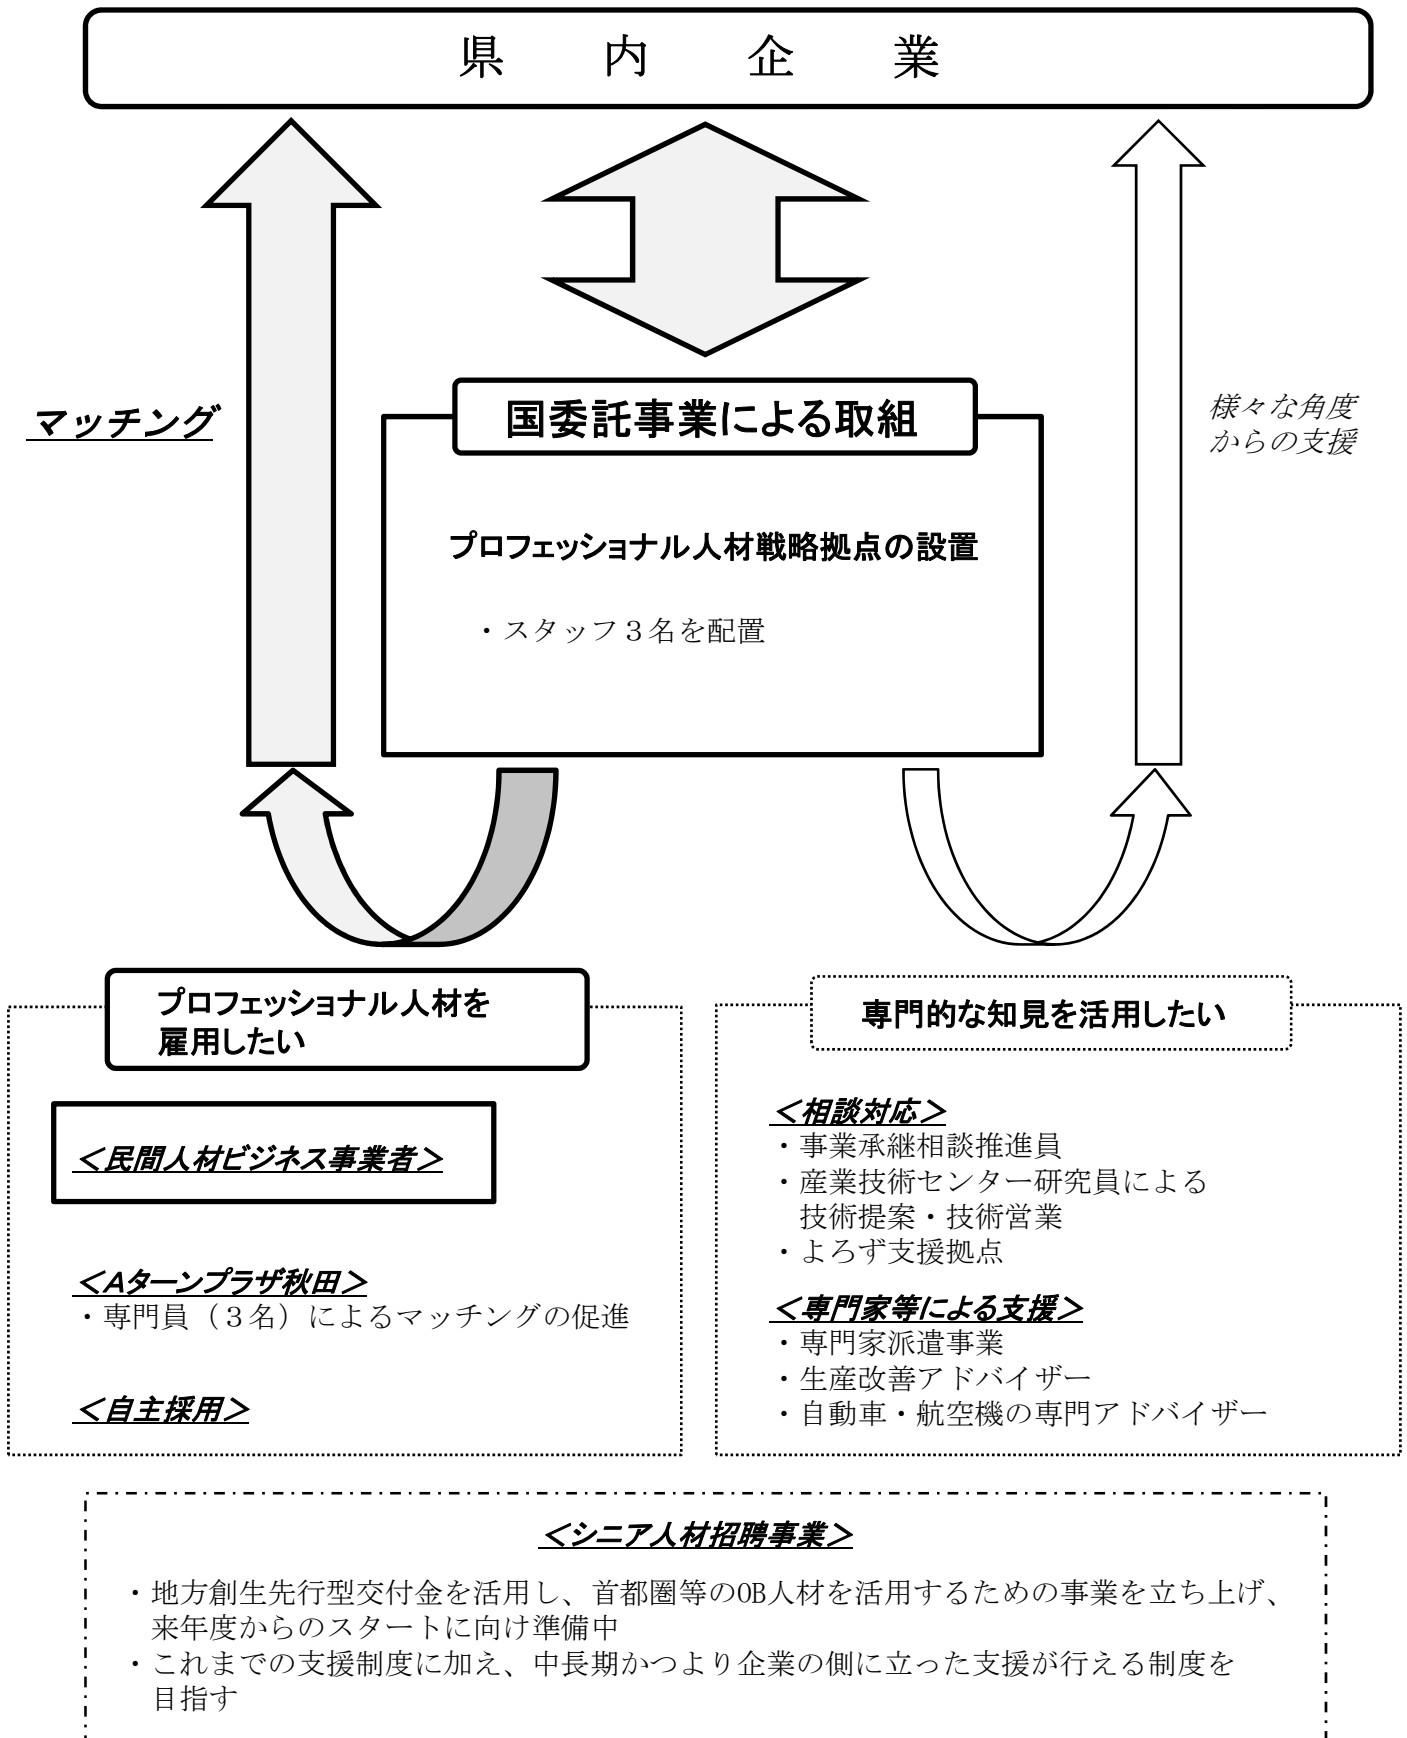 県　内　企　業
マッチング
国委託事業による取組
様々な角度
からの支援
プロフェッショナル人材戦略拠点の設置
・スタッフ３名を配置
プロフェッショナル人材を
雇用したい
＜民間人材ビジネス事業者＞
＜Aターンプラザ秋田＞
・専門員（３名）によるマッチングの促進
＜自主採用＞
専門的な知見を活用したい
＜相談対応＞
・事業承継相談推進員
・産業技術センター研究員による
技術提案・技術営業
・よろず支援拠点
＜専門家等による支援＞
・専門家派遣事業
・生産改善アドバイザー
・自動車・航空機の専門アドバイザー
＜シニア人材招聘事業＞
・地方創生先行型交付金を活用し、首都圏等のOB人材を活用するための事業を立ち上げ、
来年度からのスタートに向け準備中
・これまでの支援制度に加え、中長期かつより企業の側に立った支援が行える制度を
目指す